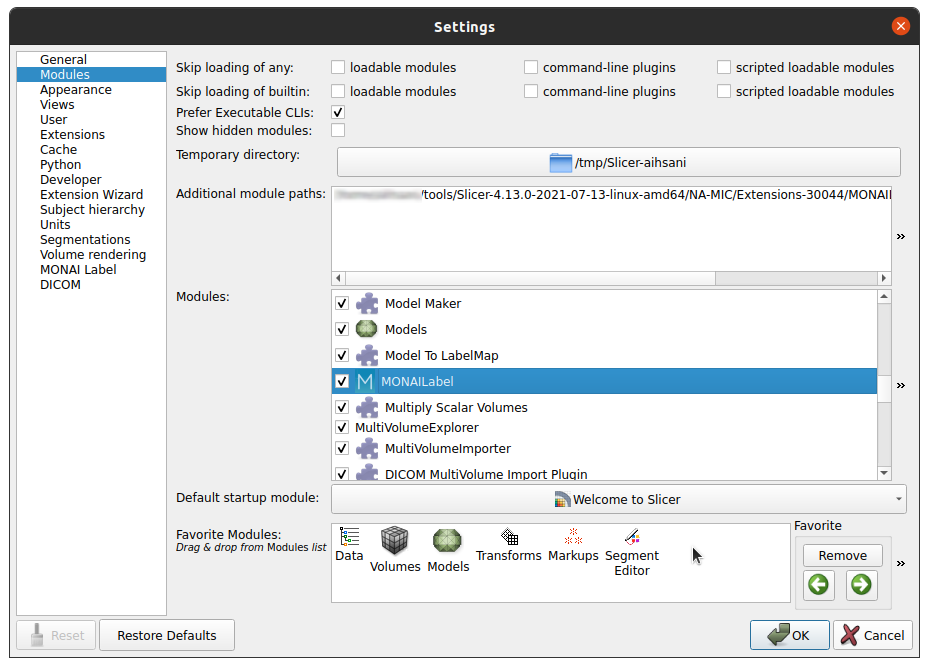 Settings
General
Modules
Appearance
Views
User
Extensions
Cache
Python
Developer
Extension Wizard
Subject hierarchy
Units
Segmentations
Volume rendering
MONAI Label
DICOM
Skip loading of any: loadable modules command-line plugins scripted loadable modules
Skip loading of builtin: loadable modules command-line plugins scripted loadable modules
Prefer Executable CLIs:
Show hidden modules:
Temporary directory: /tmp/Slicer-aihsani
Additional module paths: /tools/Slicer-4.13.0-2021-07-13-linux-amd64/NA-MIC/Extensions-30044/MONAI
Modules:
Model Maker
Models
Model To LabelMap
M MONAILabel
Multiply Scalar Volumes
MultiVolumeExplorer
MultiVolumeImporter
DICOM MultiVolume Import Plugin
Default startup module: Welcome to Slicer
Favorite Modules:
Drag & drop from Modules list
Data
Volumes
Models
Transforms
Markups
Segment
Editor
Favorite
Remove
Reset
Restore Defaults
OK
Cancel